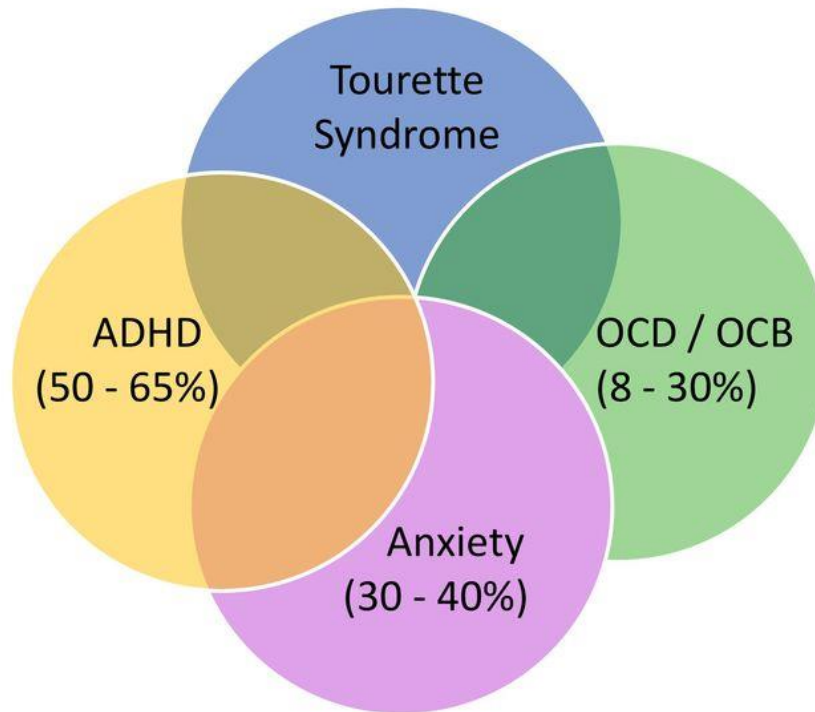 Tourette
Syndrome
ADHD
(50 - 65%)
OCD / OCB
(8 - 30%)
Anxiety
(30 - 40%)